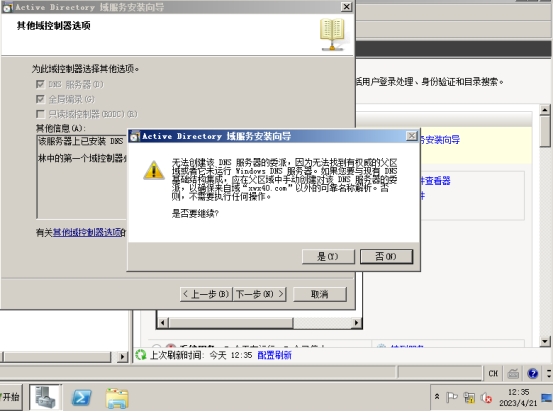 Active Directory 域服务安装向导
其他域控制器选项
为此域控制器选择其他选项。
DNS 服务器(D)
全局编录(G)
只读域控制器(RODC)(R)
其他信息(A):
该服务器上已安装 DNS
林中的第一个域控制器
有关其他域控制器选项的
<上一步(B)
下一步(N) >
取消
Active Directory 域服务安装向导
无法创建该 DNS 服务器的委派，因为无法找到有权威的父区
域或者它未运行 Windows DNS 服务器。如果您要与现有 DNS
基础结构集成，应在父区域中手动创建对该 DNS 服务器的委
派，以确保来自域“xwz40.com”以外的可靠名称解析。否
则，不需要执行任何操作。
是否要继续?
是(Y)
否(N)
活用户登录处理、身份验证和目录搜索。
务安装向导
件查看器
件
上次刷新时间: 今天 12:35 配置刷新
开始
CH
12:35
2023/4/21